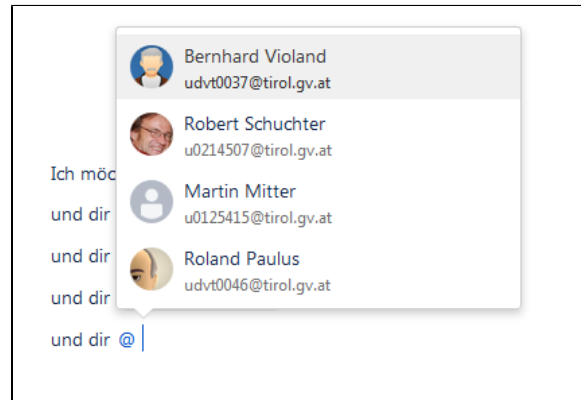 Bernhard Violand
udvt0037@tirol.gv.at
Robert Schuchter
u0214507@tirol.gv.at
Ich möc
Martin Mitter
und dir
u0125415@tirol.gv.at
und dir
Roland Paulus
udvt0046@tirol.gv.at
und dir
und dir @